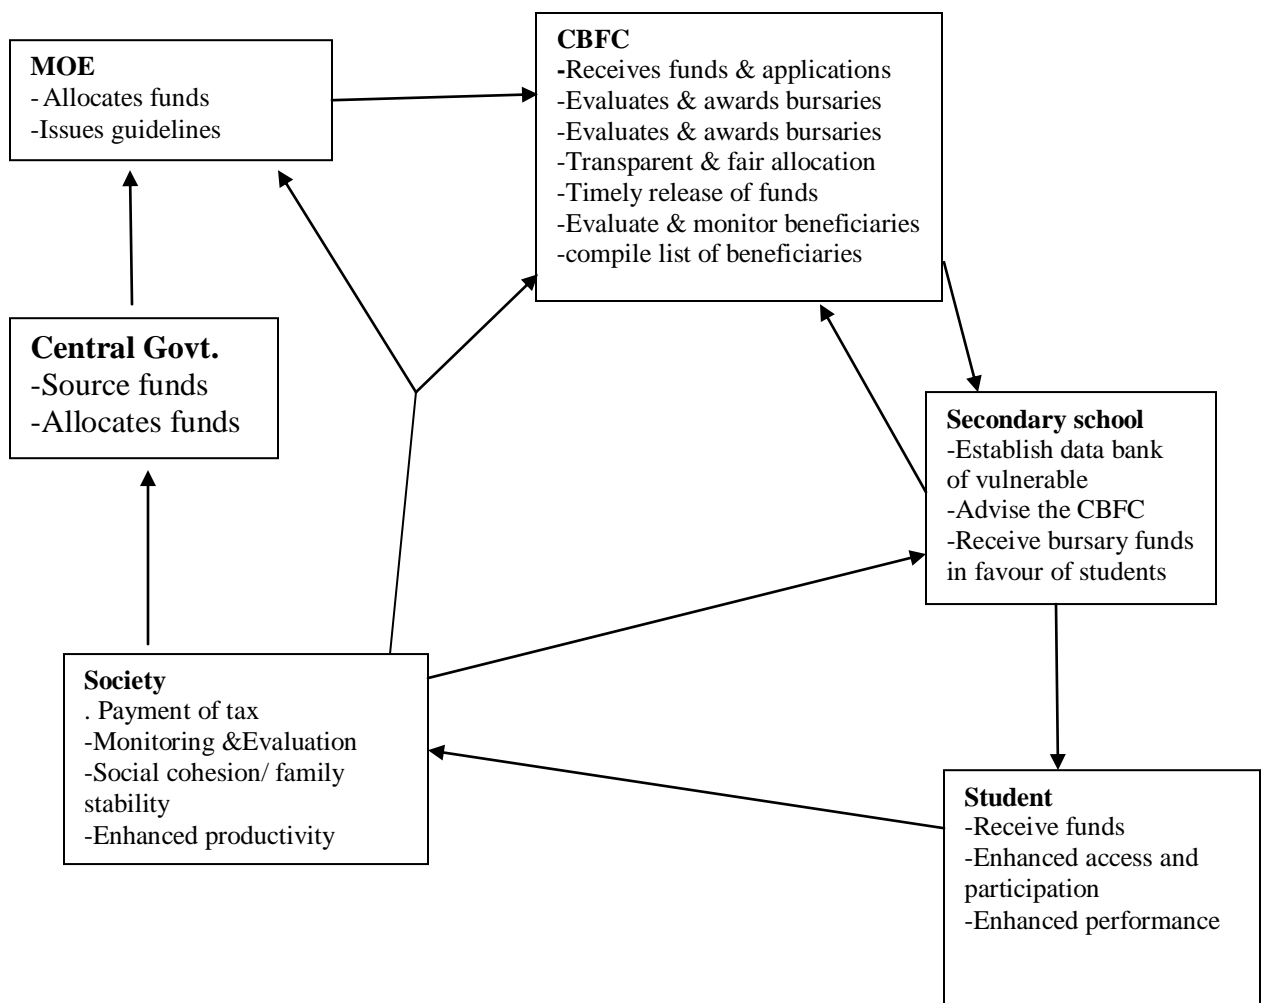 MOE
- Allocates funds
-Issues guidelines
CBFC
-Receives funds & applications
-Evaluates & awards bursaries
-Evaluates & awards bursaries
-Transparent & fair allocation
-Timely release of funds
-Evaluate & monitor beneficiaries
-compile list of beneficiaries
Central Govt.
-Source funds
-Allocates funds
Secondary school
-Establish data bank
of vulnerable
-Advise the CBFC
-Receive bursary funds
in favour of students
Society
. Payment of tax
-Monitoring &Evaluation
-Social cohesion/ family
stability
-Enhanced productivity
Student
-Receive funds
-Enhanced access and
participation
-Enhanced performance